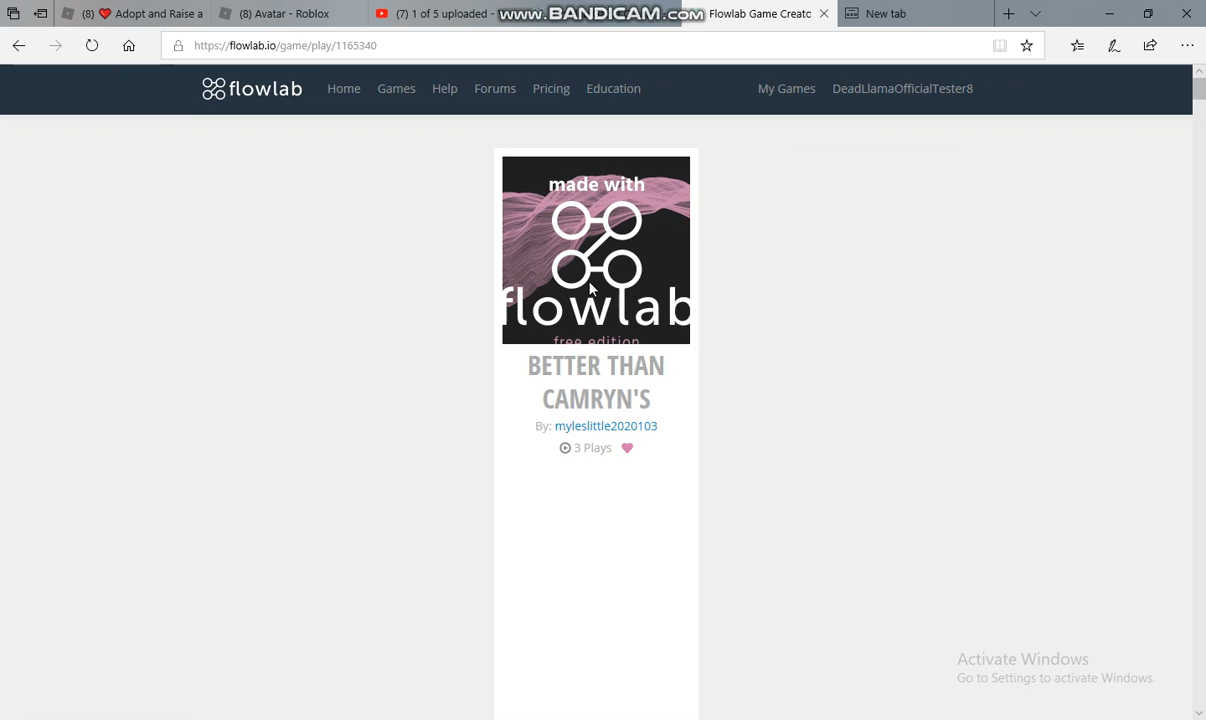 (8) ❤ Adopt and Raise a
(8) Avatar - Roblox
(7) 1 of 5 uploaded -
www.BANDICAM.com
Flowlab Game Creato
New tab
https://flowlab.io/game/play/1165340
flowlab
Home
Games
Help
Forums
Pricing
Education
My Games
DeadLlamaOfficialTester8
made with
flowlab
free edition
BETTER THAN
CAMRYN'S
By: myleslittle2020103
3 Plays
Activate Windows
Go to Settings to activate Windows.